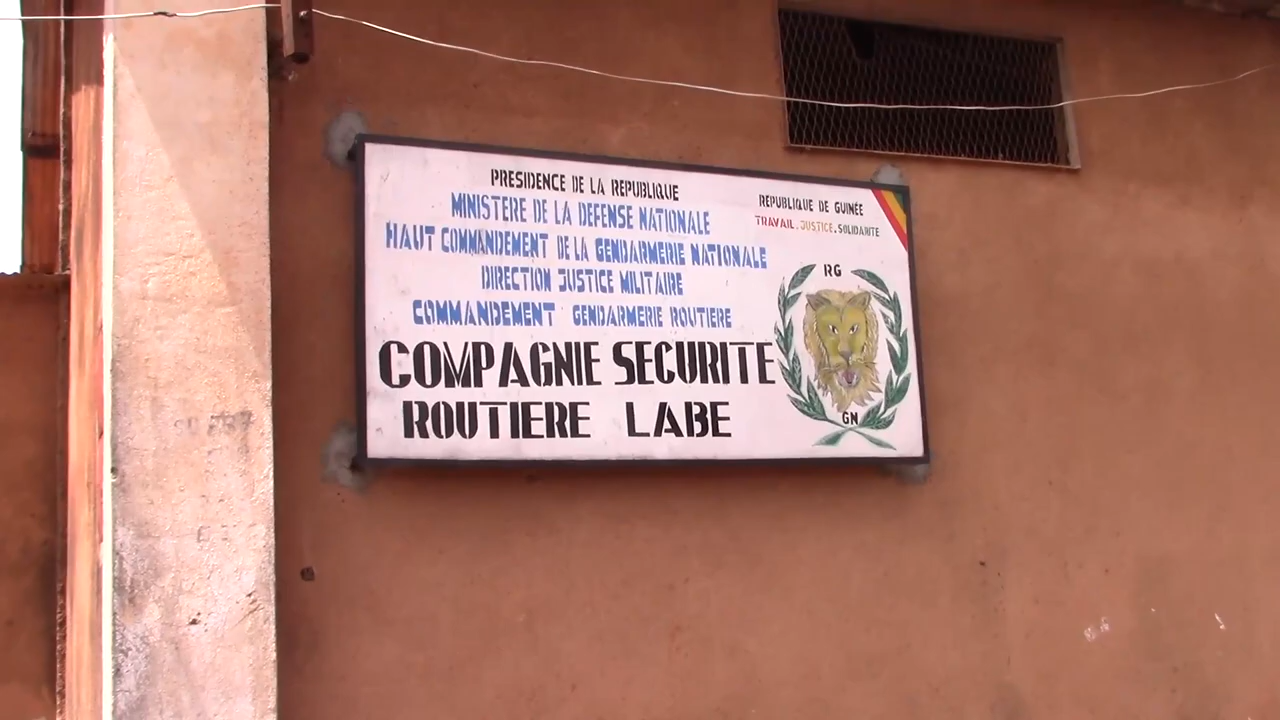 PRESIDENCE DE LA REPUBLIQUE
MINISTERE DE LA DEFENSE NATIONALE
HAUT COMMANDEMENT DE LA GENDARMERIE NATIONALE
DIRECTION JUSTICE MILITAIRE
COMMANDEMENT GENDARMERIE ROUTIERE
COMPAGNIE SECURITE
ROUTIERE LABE
REPUBLIQUE DE GUINÉE
TRAVAIL.JUSTICE.SOLIDARITE
RG
GN